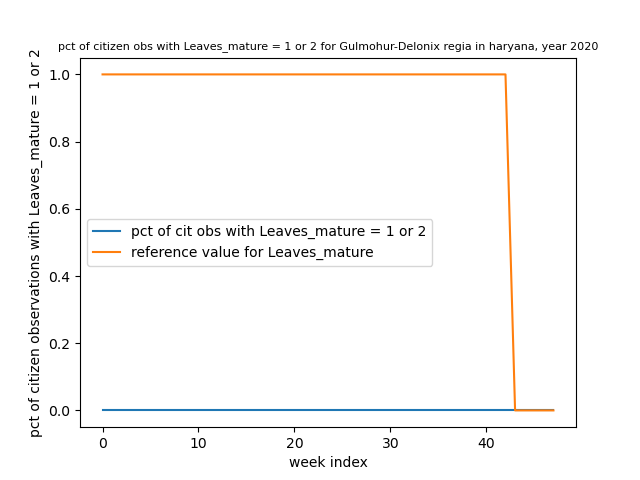 pct of citizen obs with Leaves_mature = 1 or 2 for Gulmohur-Delonix regia in haryana, year 2020
pct of citizen observations with Leaves_mature = 1 or 2
1.0
0.8
0.6
0.4
0.2
0.0
pct of cit obs with Leaves_mature = 1 or 2
reference value for Leaves_mature
0 10 20 30 40
week index